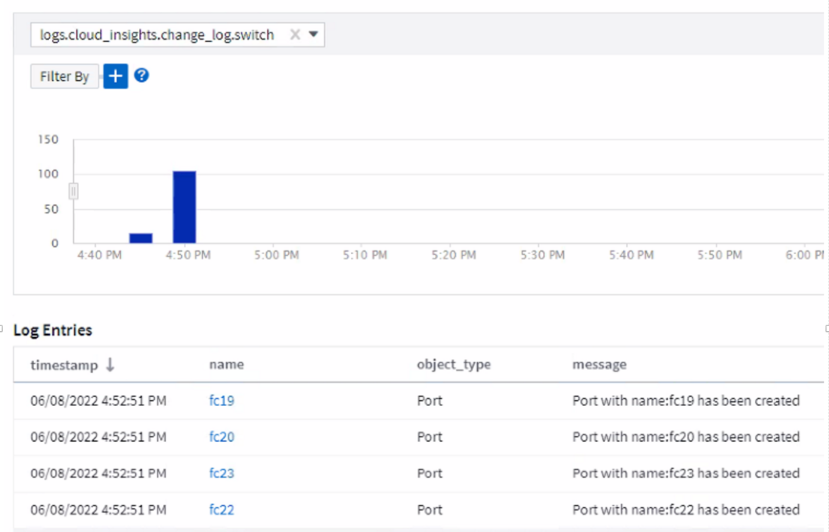 logs.cloud_insights.change_log.switch
Filter By + ?
150
100
50
0
4:40 PM 4:50 PM 5:00 PM 5:10 PM 5:20 PM 5:30 PM 5:40 PM 5:50 PM 6:00 P
Log Entries
timestamp ↓ name object_type message
06/08/2022 4:52:51 PM fc19 Port Port with name:fc19 has been created
06/08/2022 4:52:51 PM fc20 Port Port with name:fc20 has been created
06/08/2022 4:52:51 PM fc23 Port Port with name:fc23 has been created
06/08/2022 4:52:51 PM fc22 Port Port with name:fc22 has been created